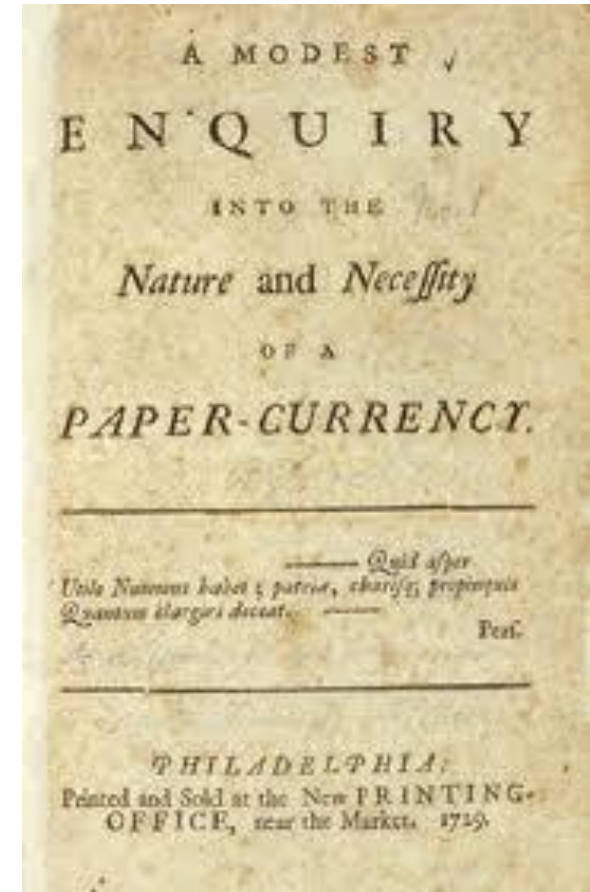 A MODEST
ENQUIRY
INTO THE
Nature and Neceſſity
OF A
PAPER-CURRENCY.
Quid aſper
Utile Nummus habet ; patriæ, chariſq; propinquis
Quantum elargiri deceat.
Perſ.
PHILADELPHIA:
Printed and Sold at the New PRINTING-
OFFICE, near the Market. 1729.